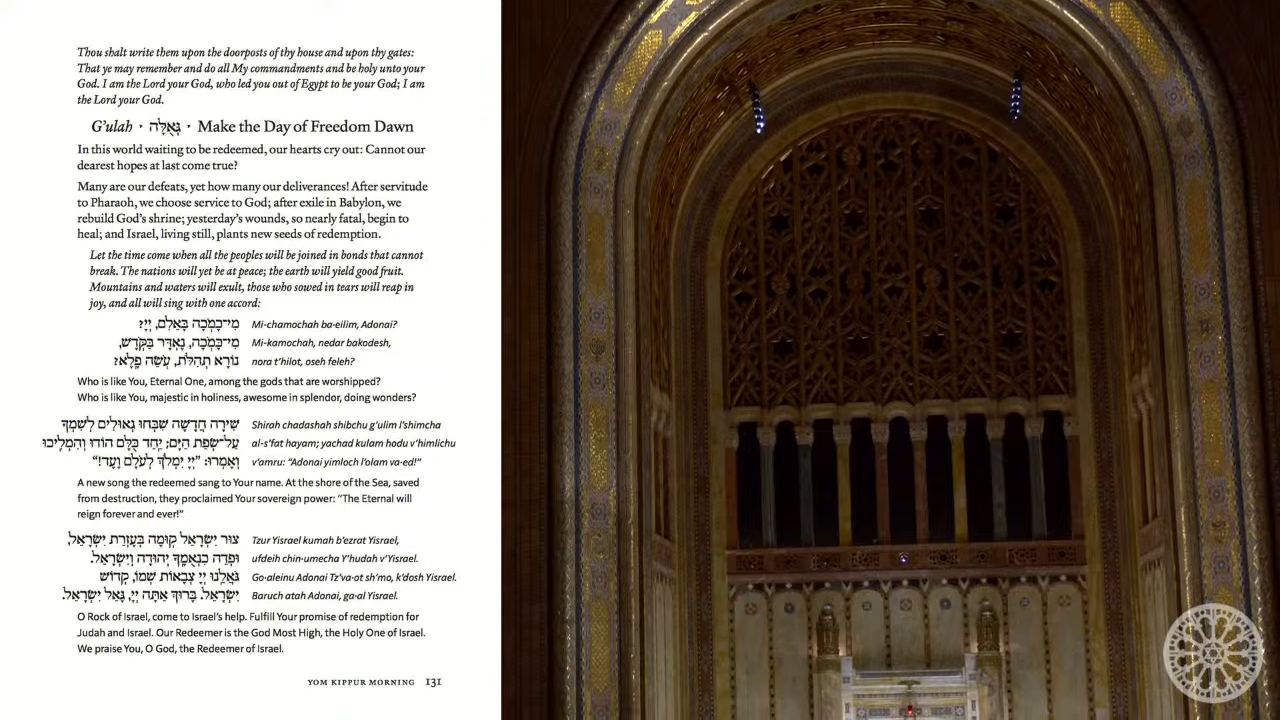 Thou shalt write them upon the doorposts of thy house and upon thy gates:
That ye may remember and do all My commandments and be holy unto your
God. I am the Lord your God, who led you out of Egypt to be your God; I am
the Lord your God.
G’ulah · גְּאֻלָּה · Make the Day of Freedom Dawn
In this world waiting to be redeemed, our hearts cry out: Cannot our
dearest hopes at last come true?
Many are our defeats, yet how many our deliverances! After servitude
to Pharaoh, we choose service to God; after exile in Babylon, we
rebuild God’s shrine; yesterday’s wounds, so nearly fatal, begin to
heal; and Israel, living still, plants new seeds of redemption.
Let the time come when all the peoples will be joined in bonds that cannot
break. The nations will yet be at peace; the earth will yield good fruit.
Mountains and waters will exult, those who sowed in tears will reap in
joy, and all will sing with one accord:
מִי־כָמֹכָה בָּאֵלִם, יְיָ? Mi-chamochah ba-eilim, Adonai?
מִי־כָּמֹכָה, נֶאְדָּר בַּקֹּדֶשׁ, Mi-kamochah, nedar bakodesh,
נוֹרָא תְהִלֹּת, עֹשֵׂה פֶלֶא? nora t’hilot, oseh feleh?
Who is like You, Eternal One, among the gods that are worshipped?
Who is like You, majestic in holiness, awesome in splendor, doing wonders?
שִׁירָה חֲדָשָׁה שִׁבְּחוּ גְאוּלִים לְשִׁמְךָ Shirah chadashah shibchu g’ulim l’shimcha
עַל־שְׂפַת הַיָּם; יַחַד כֻּלָּם הוֹדוּ וְהִמְלִיכוּ al-s’fat hayam; yachad kulam hodu v’himlichu
וְאָמְרוּ: ”יְיָ יִמְלֹךְ לְעֹלָם וָעֶד!“ v’amru: “Adonai yimloch l’olam va-ed!”
A new song the redeemed sang to Your name. At the shore of the Sea, saved
from destruction, they proclaimed Your sovereign power: “The Eternal will
reign forever and ever!”
צוּר יִשְׂרָאֵל קוּמָה בְּעֶזְרַת יִשְׂרָאֵל, Tzur Yisrael kumah b’ezrat Yisrael,
וּפְדֵה כִנְאֻמֶךָ יְהוּדָה וְיִשְׂרָאֵל. ufdeih chin-umecha Y’hudah v’Yisrael.
גֹּאֲלֵנוּ יְיָ צְבָאוֹת שְׁמוֹ, קְדוֹשׁ Go-aleinu Adonai Tz’va-ot sh’mo, k’dosh Yisrael.
יִשְׂרָאֵל. בָּרוּךְ אַתָּה יְיָ, גָּאַל יִשְׂרָאֵל. Baruch atah Adonai, ga-al Yisrael.
O Rock of Israel, come to Israel’s help. Fulfill Your promise of redemption for
Judah and Israel. Our Redeemer is the God Most High, the Holy One of Israel.
We praise You, O God, the Redeemer of Israel.
YOM KIPPUR MORNING 131